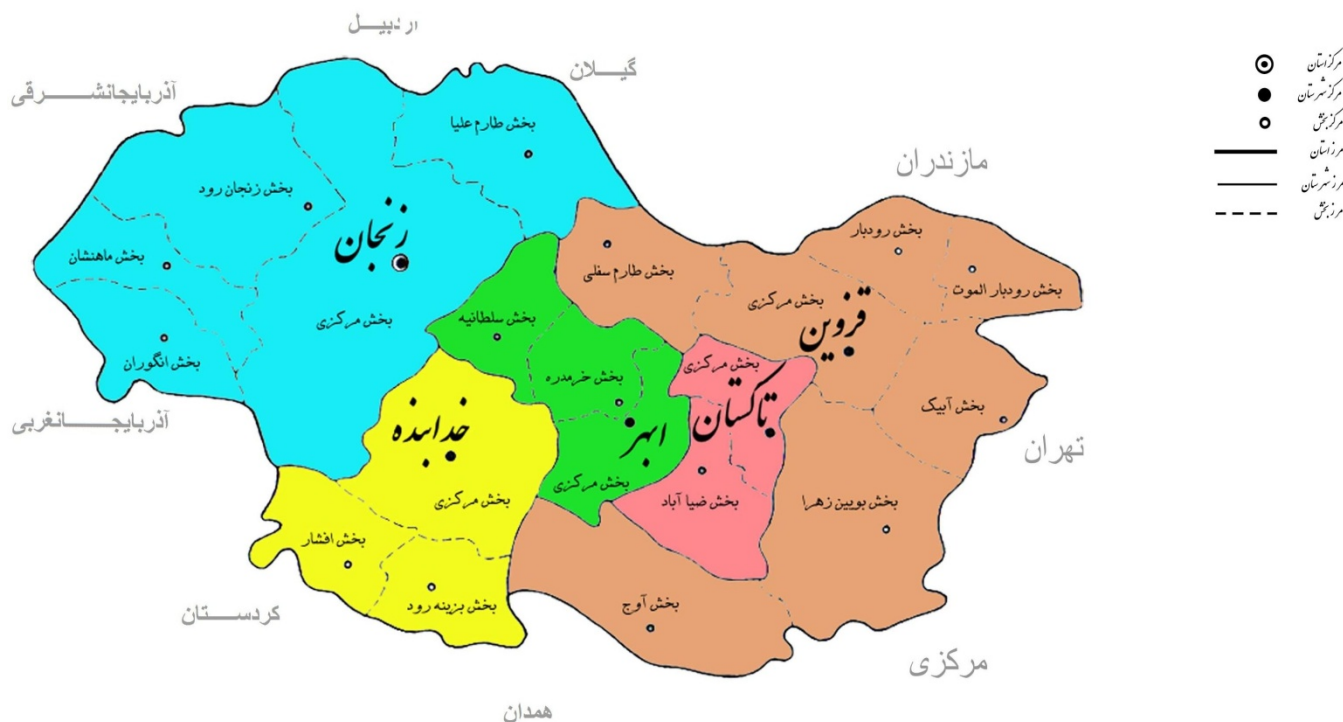 اردبیل
گیلان
آذربایجانشرقی
مازندران
آذربایجانغربی
تهران
کردستان
مرکزی
همدان
مرکز استان
مرکز شهرستان
مرکز بخش
مرز استان
مرز شهرستان
مرز بخش
بخش طارم علیا
بخش زنجان رود
زنجان
بخش ماهنشان
بخش مرکزی
بخش انگوران
بخش رودبار
بخش طارم سفلی
بخش رودبار الموت
بخش مرکزی
قزوین
بخش سلطانیه
بخش مرکزی
بخش خرمدره
تاکستان
بخش آبیک
ابهر
خدابنده
بخش مرکزی
بخش مرکزی
بخش ضیا آباد
بخش بویین زهرا
بخش افشار
بخش بزینه رود
بخش آوج